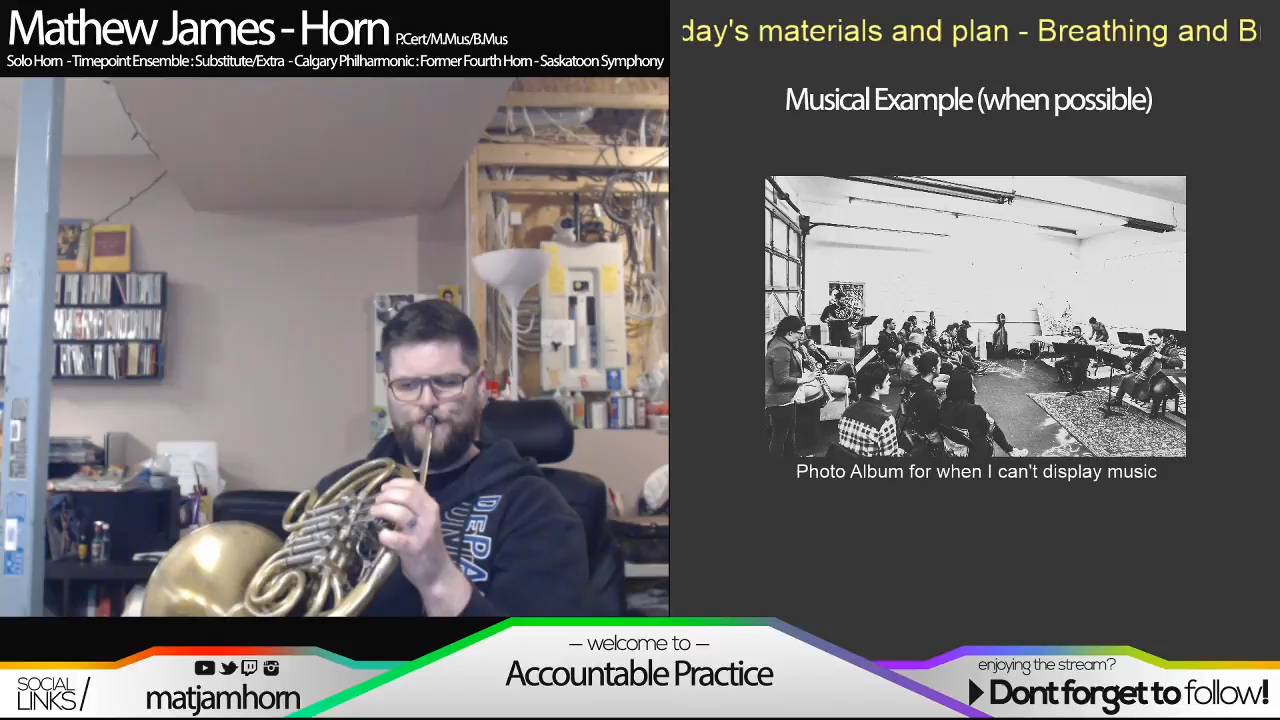 Mathew James - Horn P.Cert/M.Mus/B.Mus
Solo Horn - Timepoint Ensemble : Substitute/Extra - Calgary Philharmonic : Former Fourth Horn - Saskatoon Symphony
day's materials and plan - Breathing and B
Musical Example (when possible)
Photo Album for when I can't display music
DEPA
UNI
— welcome to —
Accountable Practice
SOCIAL
LINKS /
matjamhorn
enjoying the stream?
Dont forget to follow!